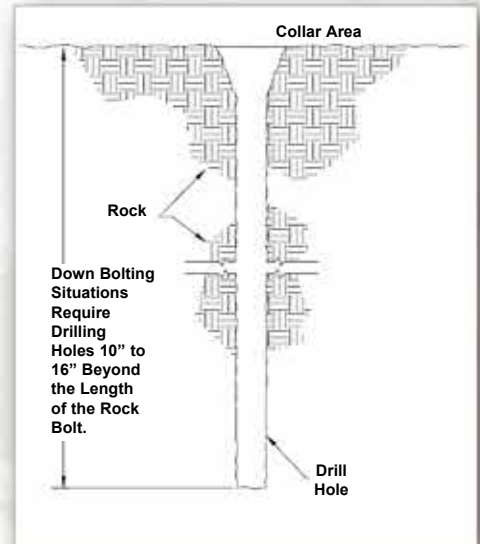 Collar Area
Rock
Down Bolting
Situations
Require
Drilling
Holes 10” to
16” Beyond
the Length
of the Rock
Bolt.
Drill
Hole